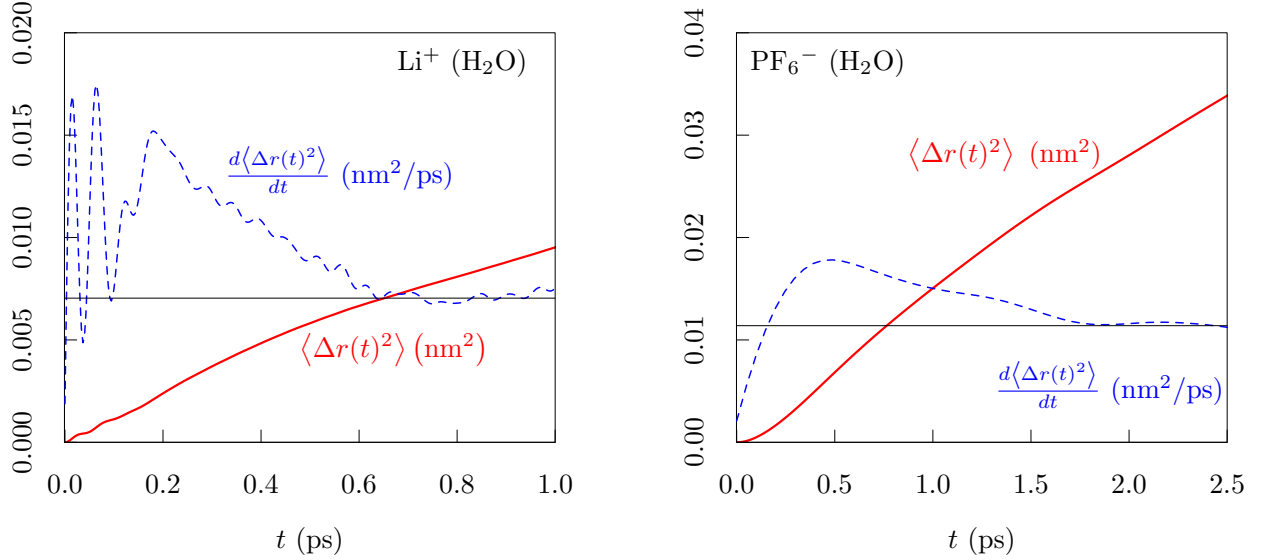 Li⁺ (H₂O)
d⟨Δr(t)²⟩/dt (nm²/ps)
⟨Δr(t)²⟩ (nm²)
0.000
0.005
0.010
0.015
0.020
0.0 0.2 0.4 0.6 0.8 1.0
t (ps)
PF₆⁻ (H₂O)
⟨Δr(t)²⟩ (nm²)
d⟨Δr(t)²⟩/dt (nm²/ps)
0.00
0.01
0.02
0.03
0.04
0.0 0.5 1.0 1.5 2.0 2.5
t (ps)